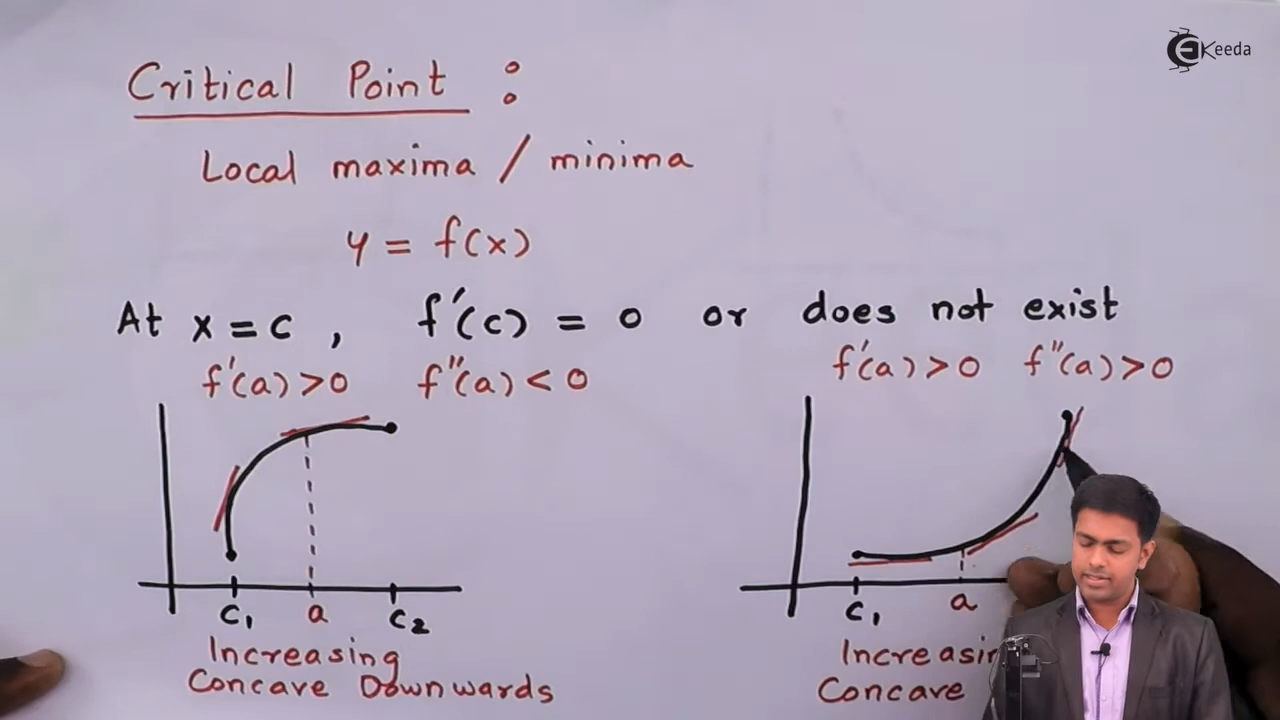 EKeeda
Critical Point :
Local maxima / minima
y = f(x)
At x = c , f'(c) = 0 or does not exist
f'(a) > 0 f''(a) < 0
f'(a) > 0 f''(a) > 0
c₁ a c₂
c₁ a
Increasing
Concave Downwards
Increasin
Concave